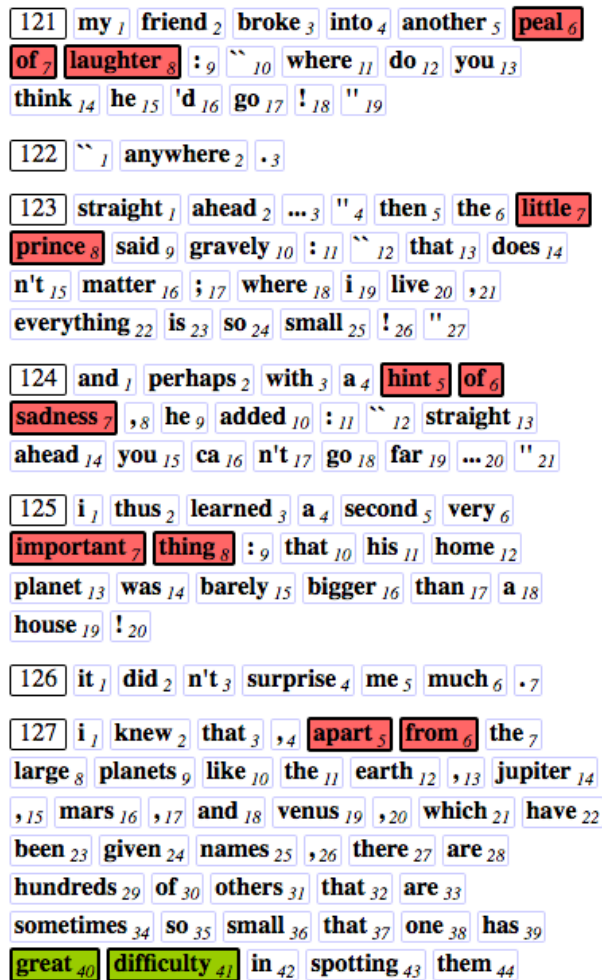 121 my 1 friend 2 broke 3 into 4 another 5 peal 6
of 7 laughter 8 : 9 `` 10 where 11 do 12 you 13
think 14 he 15 'd 16 go 17 ! 18 '' 19
122 `` 1 anywhere 2 . 3
123 straight 1 ahead 2 ... 3 '' 4 then 5 the 6 little 7
prince 8 said 9 gravely 10 : 11 `` 12 that 13 does 14
n't 15 matter 16 ; 17 where 18 i 19 live 20 , 21
everything 22 is 23 so 24 small 25 ! 26 '' 27
124 and 1 perhaps 2 with 3 a 4 hint 5 of 6
sadness 7 , 8 he 9 added 10 : 11 `` 12 straight 13
ahead 14 you 15 ca 16 n't 17 go 18 far 19 ... 20 '' 21
125 i 1 thus 2 learned 3 a 4 second 5 very 6
important 7 thing 8 : 9 that 10 his 11 home 12
planet 13 was 14 barely 15 bigger 16 than 17 a 18
house 19 ! 20
126 it 1 did 2 n't 3 surprise 4 me 5 much 6 . 7
127 i 1 knew 2 that 3 , 4 apart 5 from 6 the 7
large 8 planets 9 like 10 the 11 earth 12 , 13 jupiter 14
, 15 mars 16 , 17 and 18 venus 19 , 20 which 21 have 22
been 23 given 24 names 25 , 26 there 27 are 28
hundreds 29 of 30 others 31 that 32 are 33
sometimes 34 so 35 small 36 that 37 one 38 has 39
great 40 difficulty 41 in 42 spotting 43 them 44